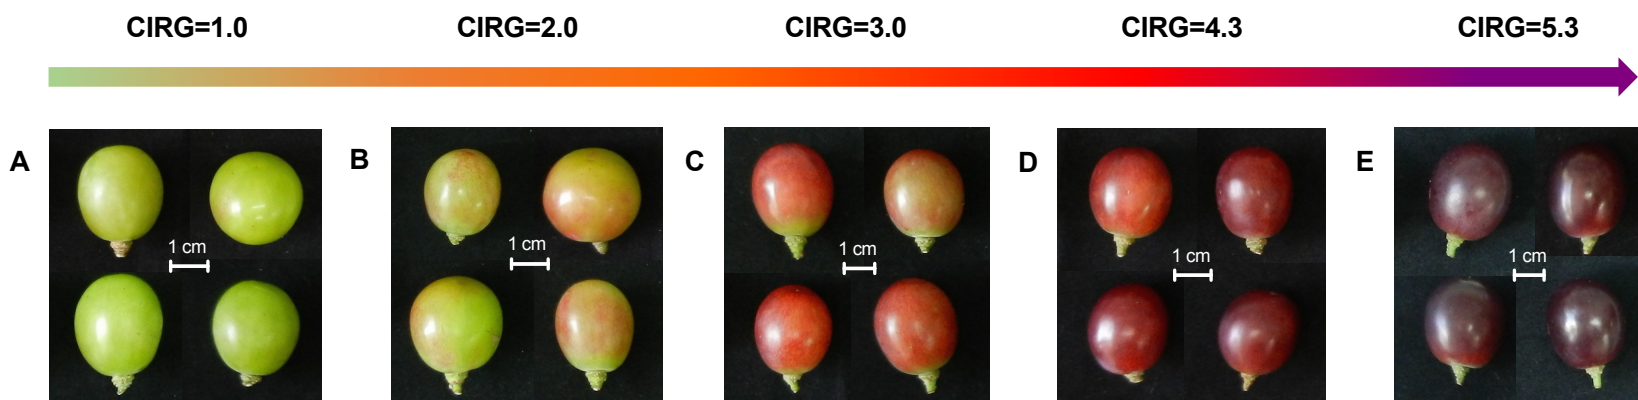 CIRG=1.0 CIRG=2.0 CIRG=3.0 CIRG=4.3 CIRG=5.3
A B C D E
1 cm 1 cm 1 cm 1 cm 1 cm